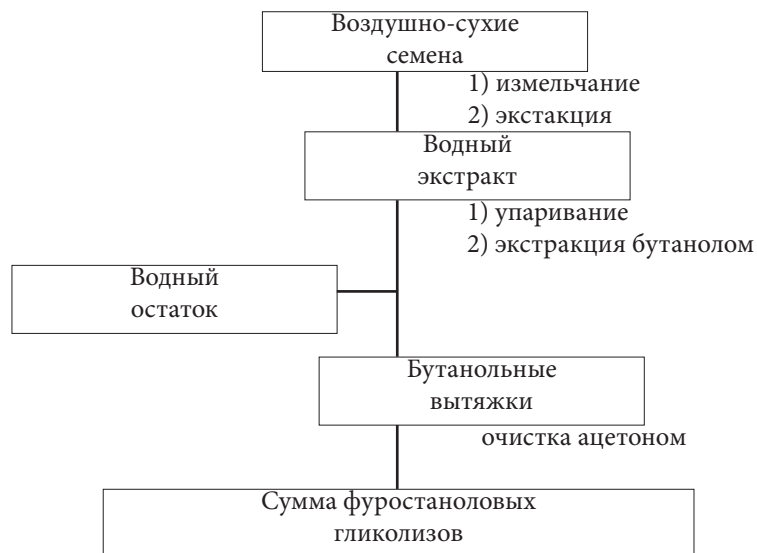 Воздушно-сухие
семена
1) измельчание
2) экстакция
Водный
экстракт
1) упаривание
2) экстракция бутанолом
Водный
остаток
Бутанольные
вытяжки
очистка ацетоном
Сумма фуростаноловых
гликолизов